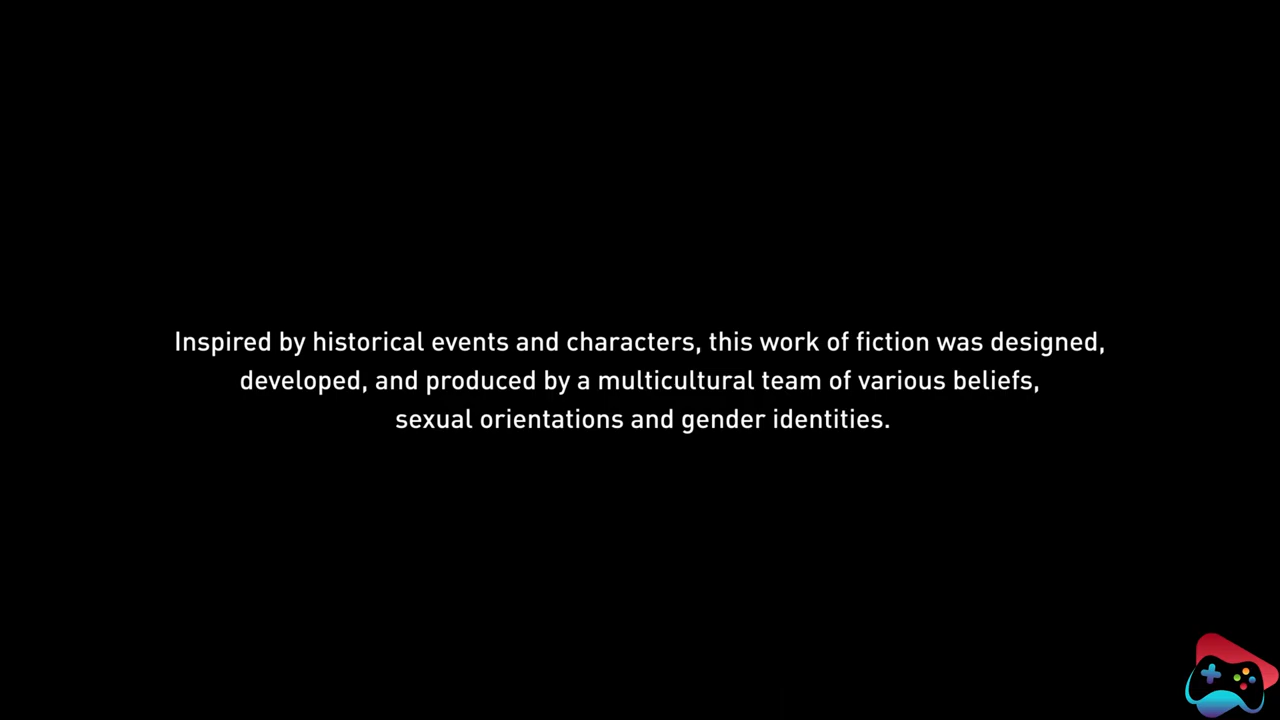 Inspired by historical events and characters, this work of fiction was designed,
developed, and produced by a multicultural team of various beliefs,
sexual orientations and gender identities.